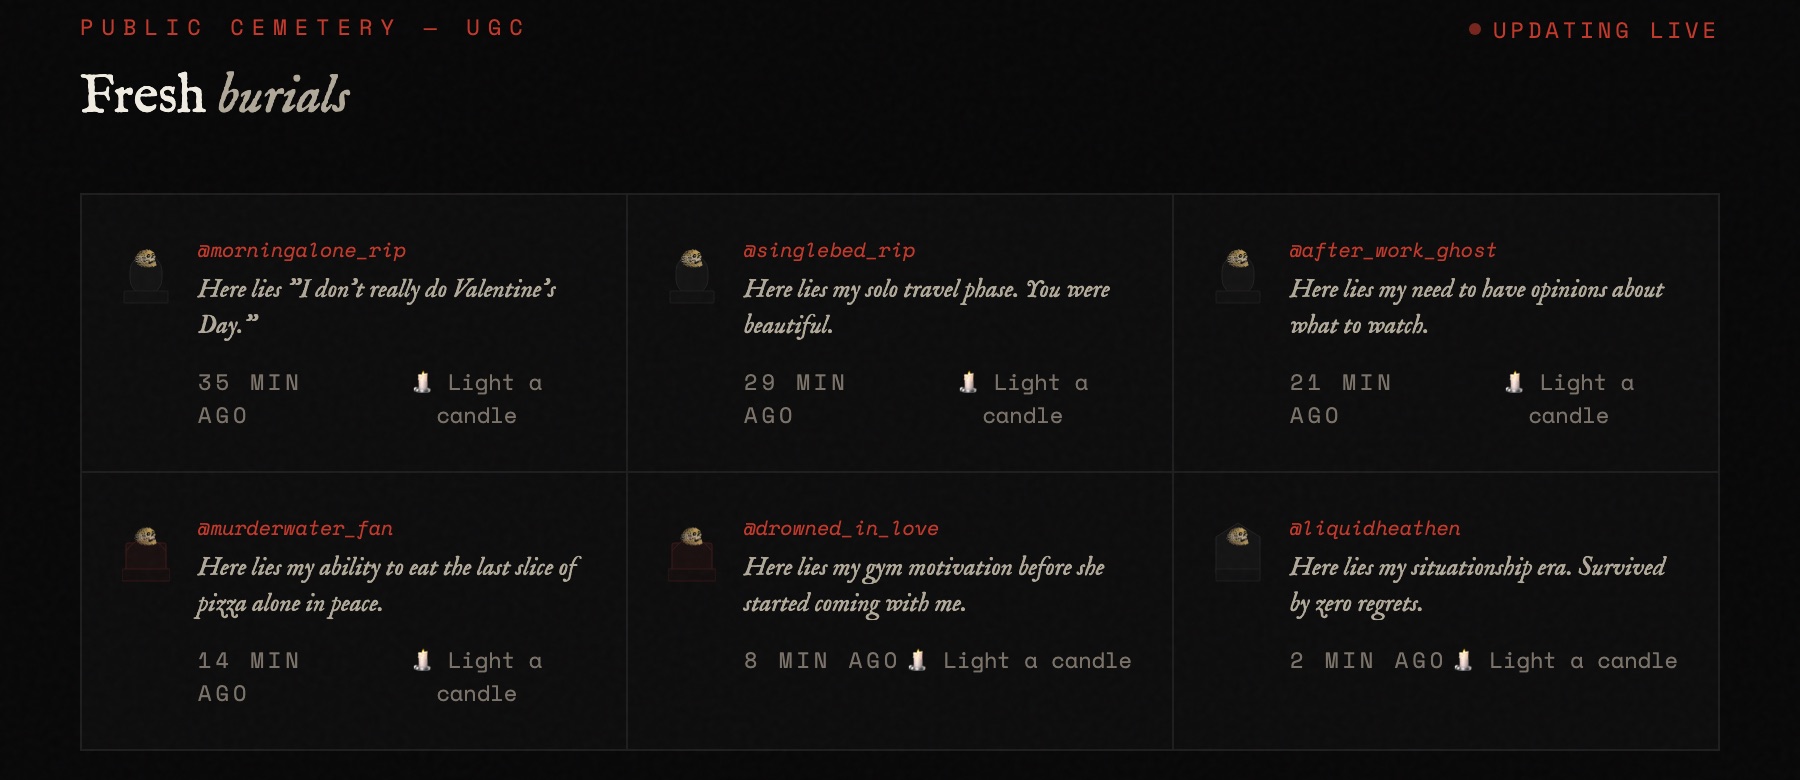 PUBLIC CEMETERY — UGC
UPDATING LIVE
Fresh burials
@morningalone_rip
Here lies ”I don’t really do Valentine’s
Day.”
35 MIN
AGO
Light a
candle
@singlebed_rip
Here lies my solo travel phase. You were
beautiful.
29 MIN
AGO
Light a
candle
@after_work_ghost
Here lies my need to have opinions about
what to watch.
21 MIN
AGO
Light a
candle
@murderwater_fan
Here lies my ability to eat the last slice of
pizza alone in peace.
14 MIN
AGO
Light a
candle
@drowned_in_love
Here lies my gym motivation before she
started coming with me.
8 MIN AGO
Light a candle
@liquidheathen
Here lies my situationship era. Survived
by zero regrets.
2 MIN AGO
Light a candle